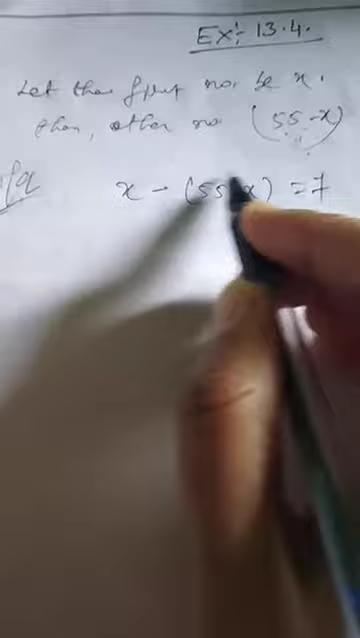 Ex:- 13.4.
Let the first no. be x.
then, other no (55-x)
x - (55-x) = 7